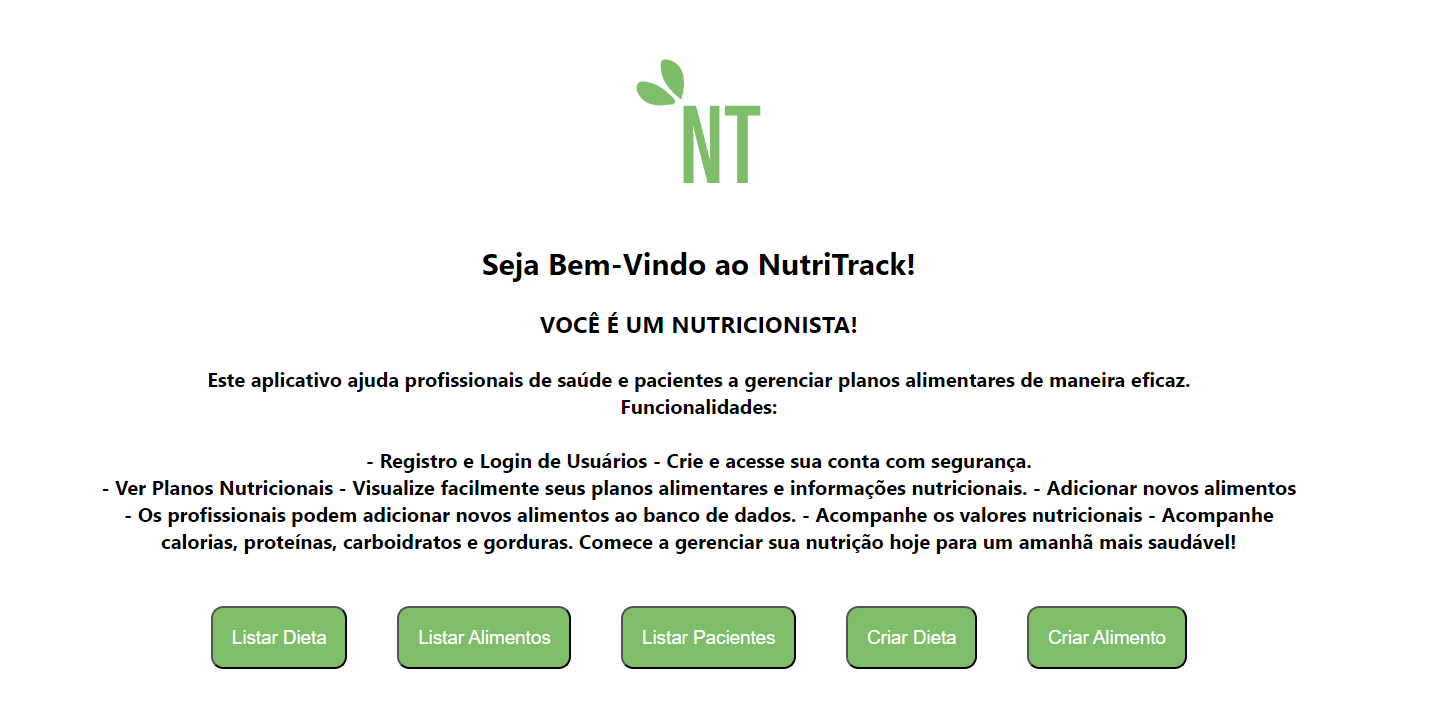 NT
Seja Bem-Vindo ao NutriTrack!
VOCÊ É UM NUTRICIONISTA!
Este aplicativo ajuda profissionais de saúde e pacientes a gerenciar planos alimentares de maneira eficaz.
Funcionalidades:
- Registro e Login de Usuários - Crie e acesse sua conta com segurança.
- Ver Planos Nutricionais - Visualize facilmente seus planos alimentares e informações nutricionais. - Adicionar novos alimentos
- Os profissionais podem adicionar novos alimentos ao banco de dados. - Acompanhe os valores nutricionais - Acompanhe
calorias, proteínas, carboidratos e gorduras. Comece a gerenciar sua nutrição hoje para um amanhã mais saudável!
Listar Dieta
Listar Alimentos
Listar Pacientes
Criar Dieta
Criar Alimento